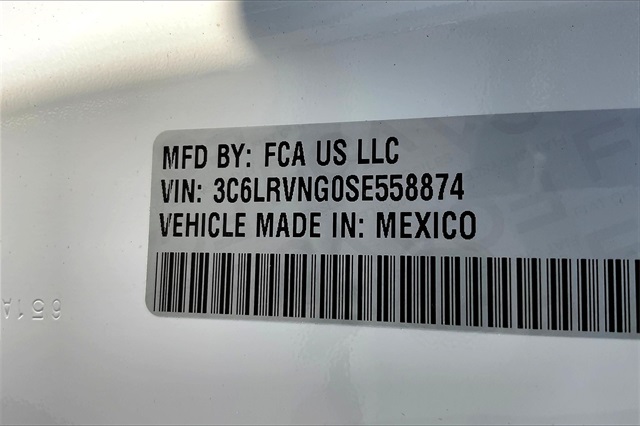 MFD BY: FCA US LLC
VIN: 3C6LRVNG0SE558874
VEHICLE MADE IN: MEXICO